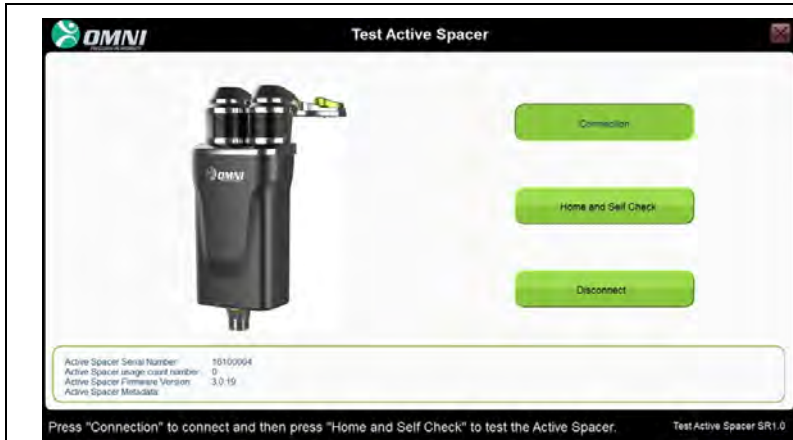 OMNI
Test Active Spacer
OMNI
Connection
Home and Self Check
Disconnect
Active Spacer Serial Number: 16100004
Active Spacer usage count number: 0
Active Spacer Firmware Version: 3.0.19
Active Spacer Metadata:
Press "Connection" to connect and then press "Home and Self Check" to test the Active Spacer.
Test Active Spacer SR1.0